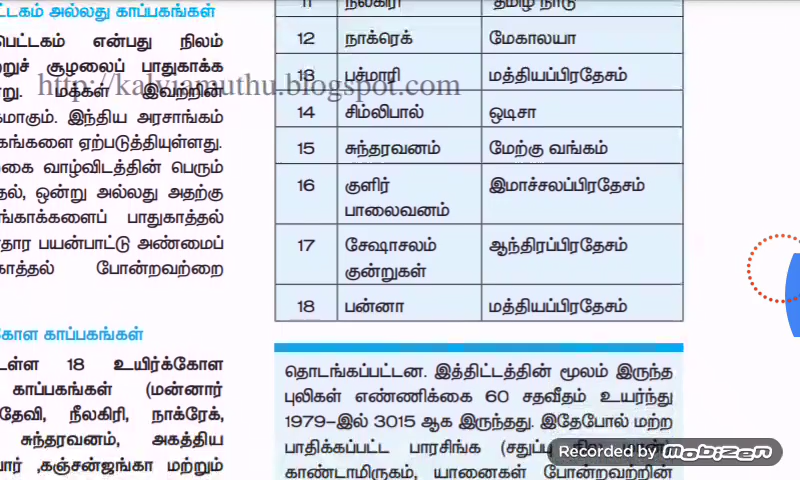 ட்டகம் அல்லது காப்பகங்கள்
பெட்டகம் என்பது நிலம்
றுச் சூழலைப் பாதுகாக்க
று. மக்கள் இவற்றின்
கமாகும். இந்திய அரசாங்கம்
கங்களை ஏற்படுத்தியுள்ளது.
கை வாழ்விடத்தின் பெரும்
தல், ஒன்று அல்லது அதற்கு
ங்காக்களைப் பாதுகாத்தல்
தார பயன்பாட்டு அண்மைப்
காத்தல் போன்றவற்றை
கோள காப்பகங்கள்
டள்ள 18 உயிர்க்கோள
காப்பகங்கள் (மன்னார்
தேவி, நீலகிரி, நாக்ரேக்,
சுந்தரவனம், அகத்திய
பார் ,கஞ்சன்ஜங்கா மற்றும்
11 நீலகிரி தமிழ் நாடு
12 நாக்ரெக் மேகாலயா
13 பச்மாரி மத்தியப்பிரதேசம்
http://kalviamuthu.blogspot.com
14 சிம்லிபால் ஒடிசா
15 சுந்தரவனம் மேற்கு வங்கம்
16 குளிர் இமாச்சலப்பிரதேசம்
பாலைவனம்
17 சேஷாசலம் ஆந்திரப்பிரதேசம்
குன்றுகள்
18 பன்னா மத்தியப்பிரதேசம்
தொடங்கப்பட்டன. இத்திட்டத்தின் மூலம் இருந்த
புலிகள் எண்ணிக்கை 60 சதவீதம் உயர்ந்து
1979–இல் 3015 ஆக இருந்தது. இதேபோல் மற்ற
பாதிக்கப்பட்ட பாரசிங்க (சதுப்பு
காண்டாமிருகம், யானைகள் போன்றவற்றின்
Recorded by mobizen